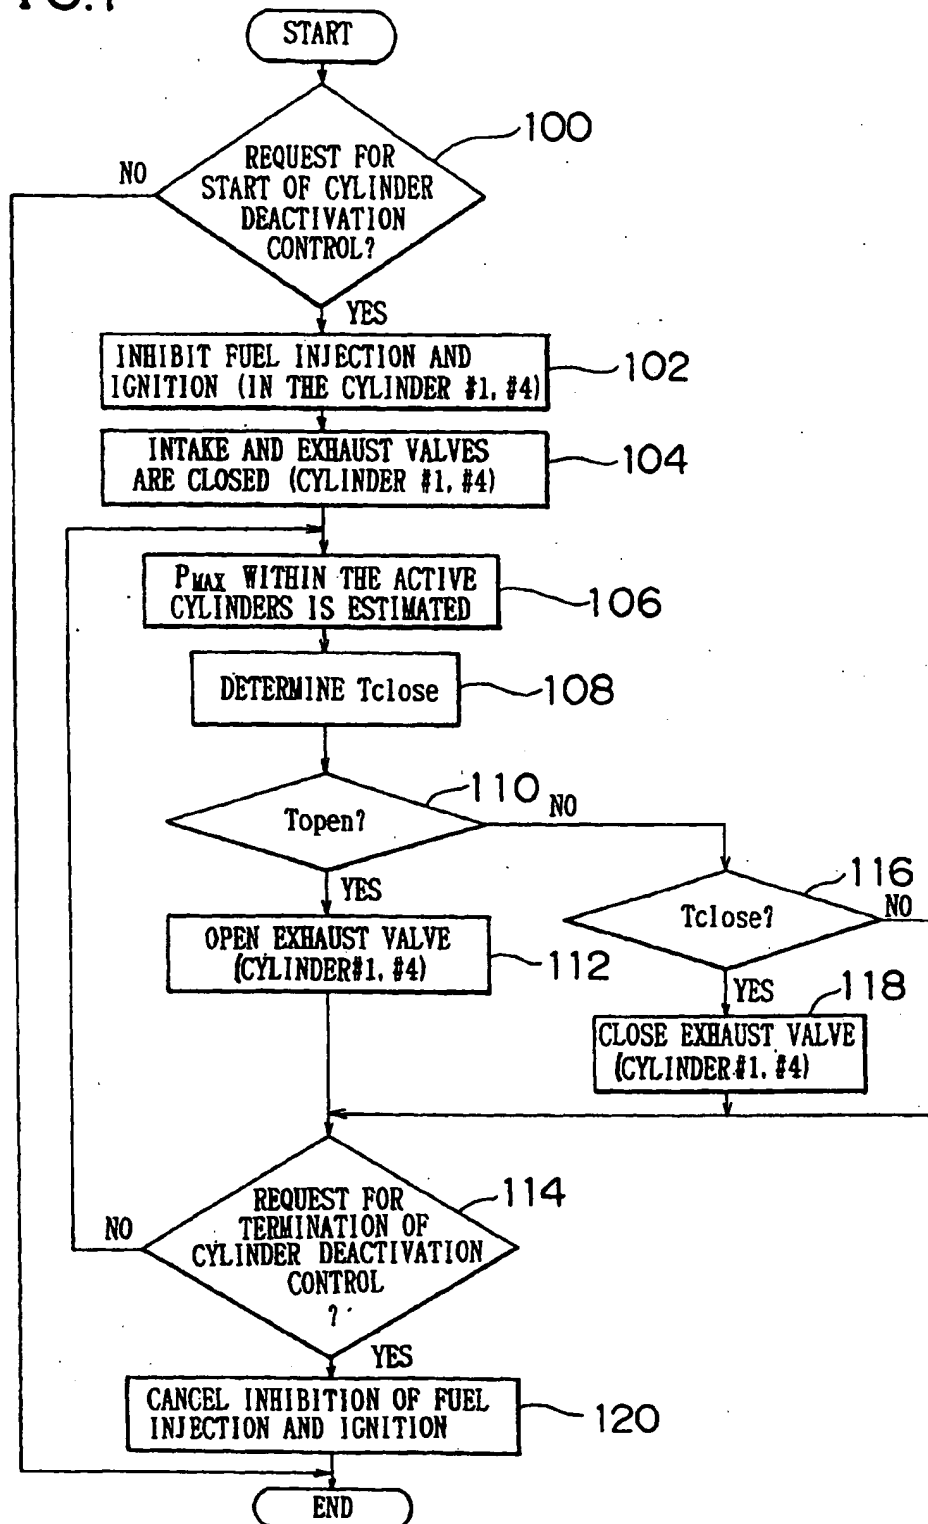 START
100
REQUEST FOR
START OF CYLINDER
DEACTIVATION
CONTROL?
NO
YES
INHIBIT FUEL INJECTION AND
IGNITION (IN THE CYLINDER #1, #4)
102
INTAKE AND EXHAUST VALVES
ARE CLOSED (CYLINDER #1, #4)
104
PMAX WITHIN THE ACTIVE
CYLINDERS IS ESTIMATED
106
DETERMINE Tclose
108
110
Topen?
NO
YES
116
Tclose?
NO
OPEN EXHAUST VALVE
(CYLINDER#1, #4)
112
YES
118
CLOSE EXHAUST VALVE
(CYLINDER#1, #4)
114
REQUEST FOR
TERMINATION OF
CYLINDER DEACTIVATION
CONTROL
?
NO
YES
CANCEL INHIBITION OF FUEL
INJECTION AND IGNITION
120
END